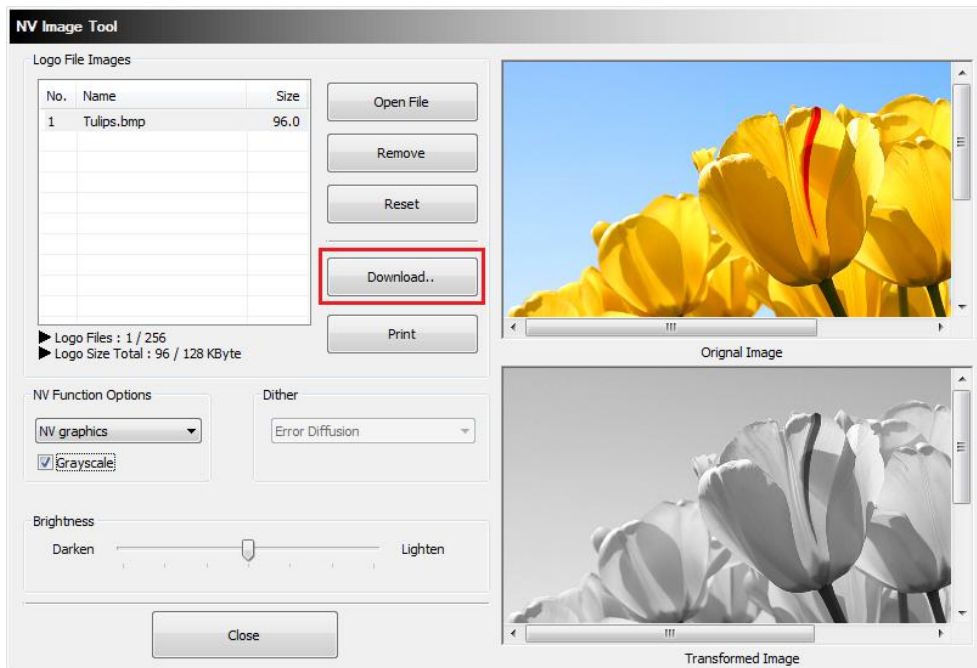 NV Image Tool
Logo File Images
No. Name Size
1 Tulips.bmp 96.0
Open File
Remove
Reset
Download..
Print
▶ Logo Files : 1 / 256
▶ Logo Size Total : 96 / 128 KByte
Orignal Image
NV Function Options
NV graphics
Grayscale
Dither
Error Diffusion
Brightness
Darken
Lighten
Close
Transformed Image